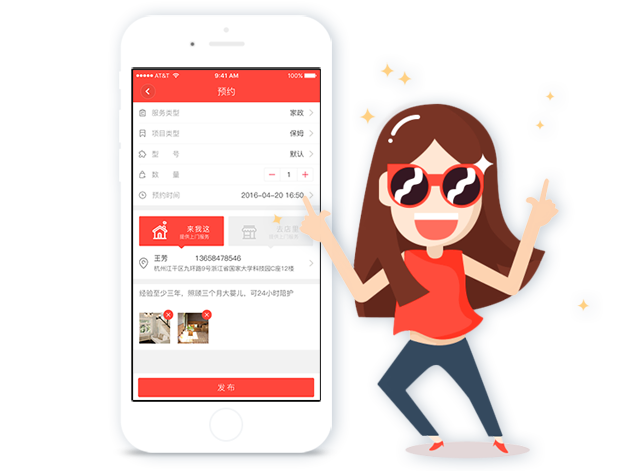 AT&T 9:41 AM 100%
预约
服务类型 家政
项目类型 保姆
型 号 默认
数 量 1
预约时间 2016-04-20 16:50
来我这
提供上门服务
去店里
王芳 13658478546
杭州江干区九环路9号浙江省国家大学科技园C座12楼
经验至少三年，照顾三个月大婴儿，可24小时陪护
发布